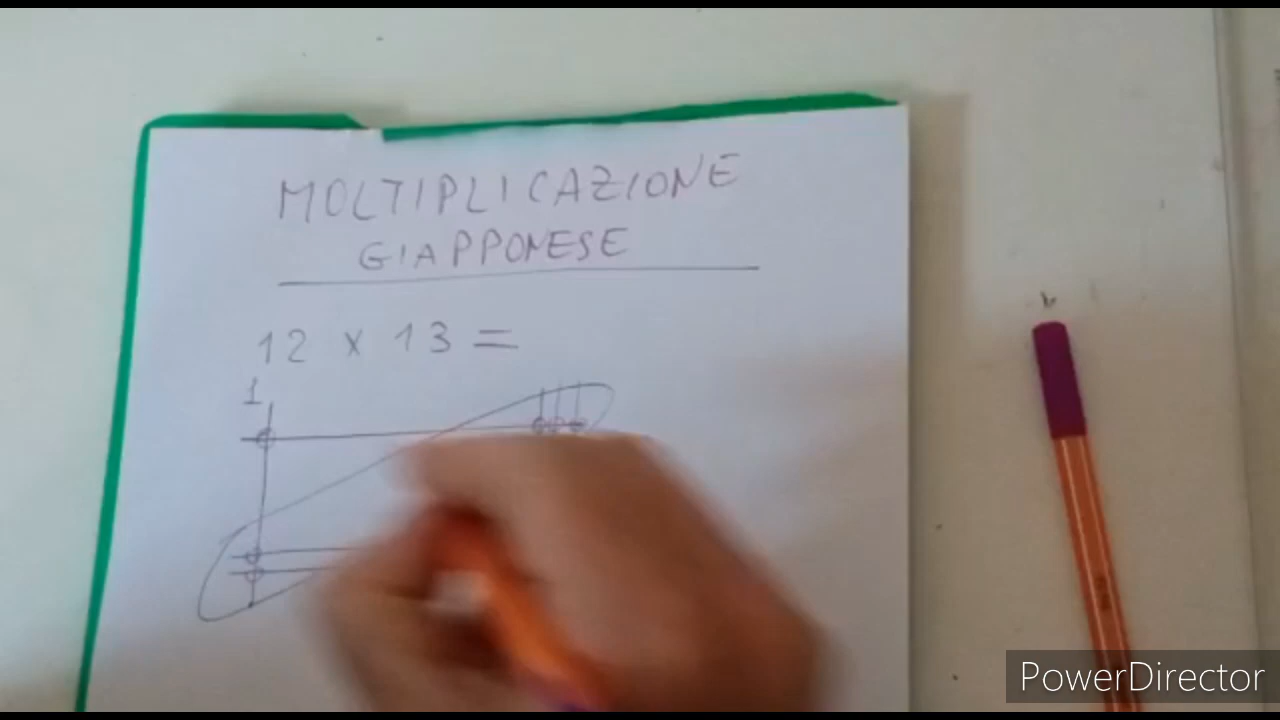 MOLTIPLICAZIONE
GIAPPONESE
12 x 13 =
1
PowerDirector